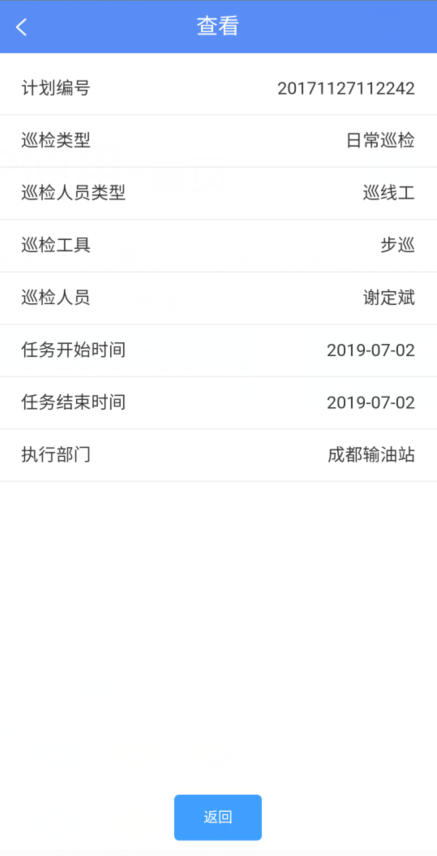 查看
计划编号 20171127112242
巡检类型 日常巡检
巡检人员类型 巡线工
巡检工具 步巡
巡检人员 谢定斌
任务开始时间 2019-07-02
任务结束时间 2019-07-02
执行部门 成都输油站
返回